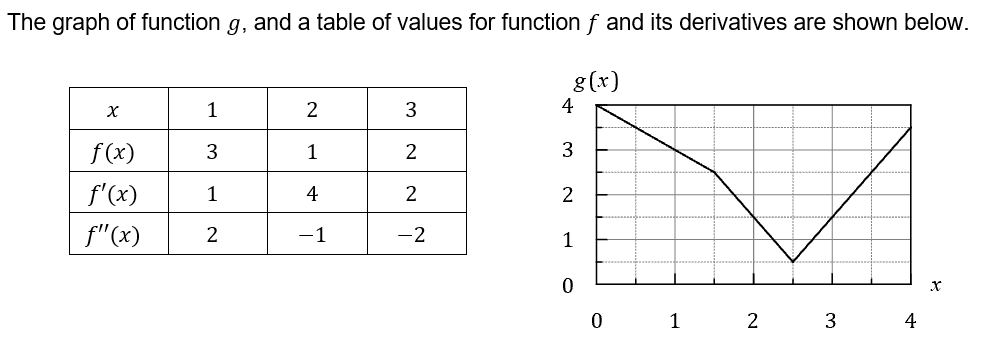 The graph of function g, and a table of values for function f and its derivatives are shown below.
x 1 2 3
f(x) 3 1 2
f'(x) 1 4 2
f''(x) 2 −1 −2
g(x)
4
3
2
1
0
x
0 1 2 3 4